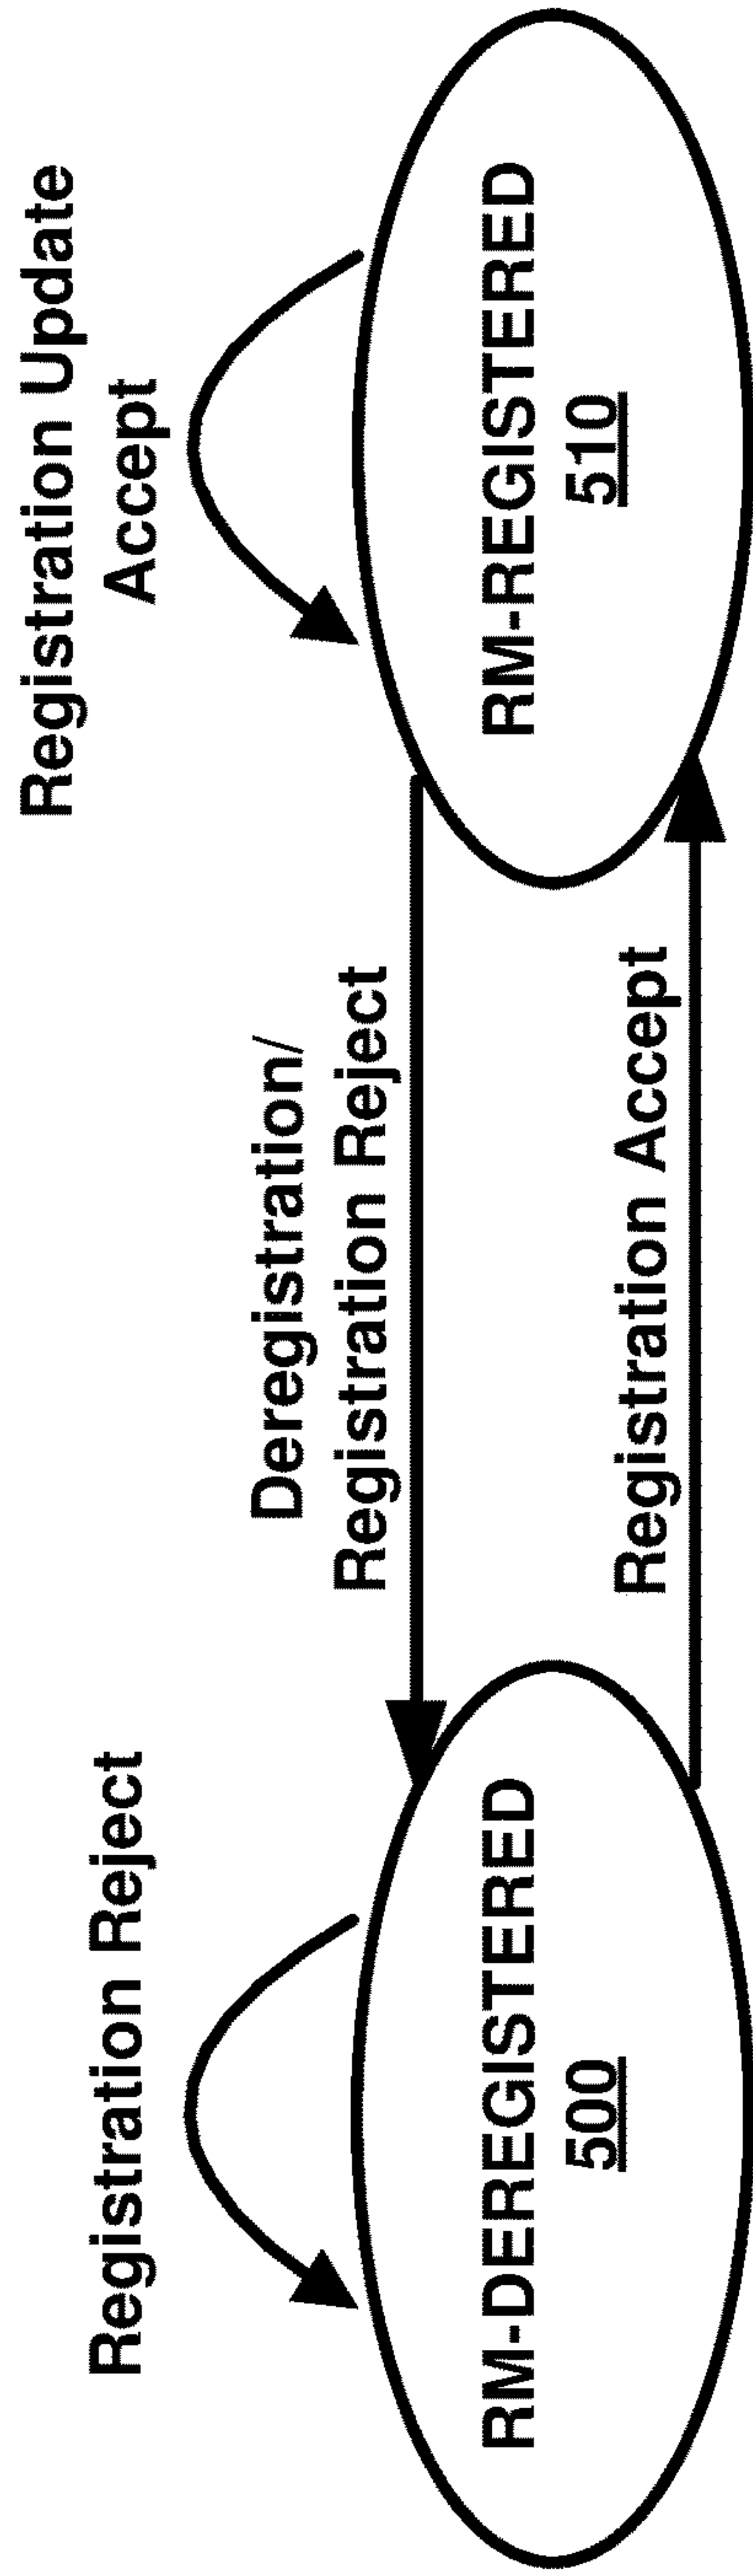 Registration Reject
Registration Update
Accept
Deregistration/
Registration Reject
RM-DEREGISTERED
500
RM-REGISTERED
510
Registration Accept